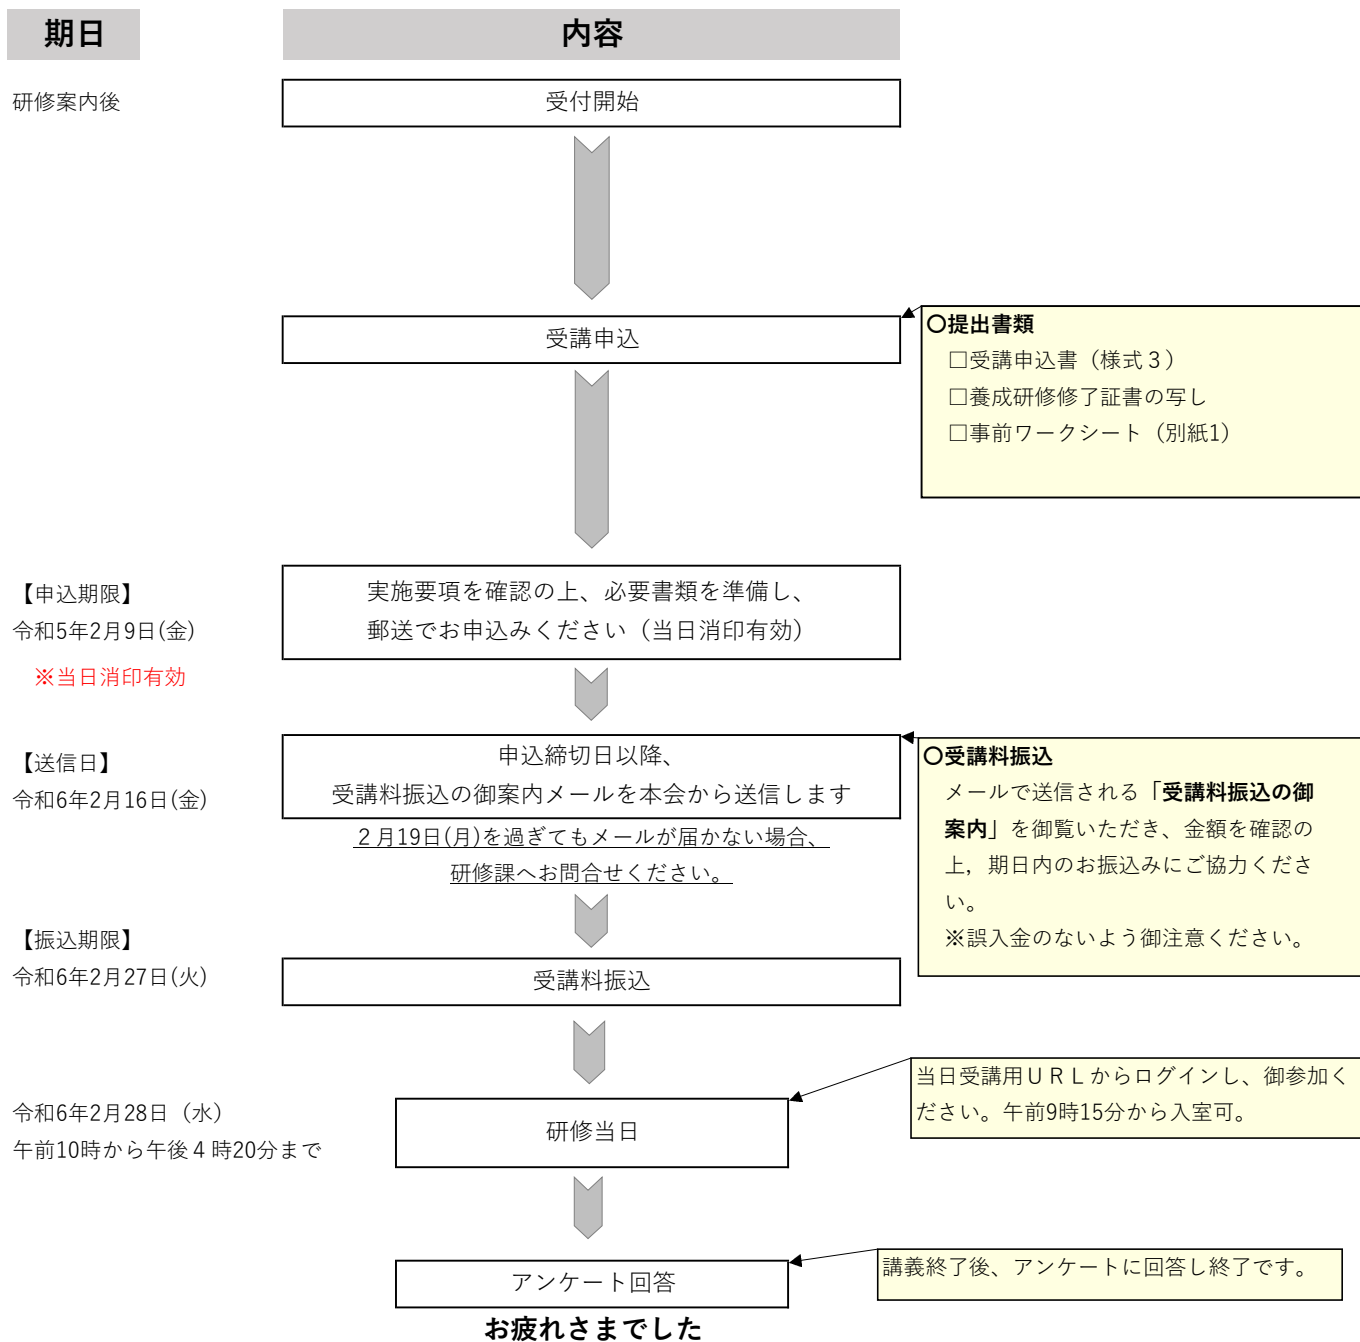 期日
内容
研修案内後
受付開始
受講申込
〇提出書類
□受講申込書（様式３）
□養成研修修了証書の写し
□事前ワークシート（別紙1）
【申込期限】
令和5年2月9日(金)
※当日消印有効
実施要項を確認の上、必要書類を準備し、
郵送でお申込みください（当日消印有効）
【送信日】
令和6年2月16日(金)
申込締切日以降、
受講料振込の御案内メールを本会から送信します
２月19日(月)を過ぎてもメールが届かない場合、
研修課へお問合せください。
〇受講料振込
メールで送信される「受講料振込の御
案内」を御覧いただき、金額を確認の
上，期日内のお振込みにご協力くださ
い。
※誤入金のないよう御注意ください。
【振込期限】
令和6年2月27日(火)
受講料振込
令和6年2月28日（水）
午前10時から午後４時20分まで
研修当日
当日受講用ＵＲＬからログインし、御参加く
ださい。午前9時15分から入室可。
アンケート回答
講義終了後、アンケートに回答し終了です。
お疲れさまでした